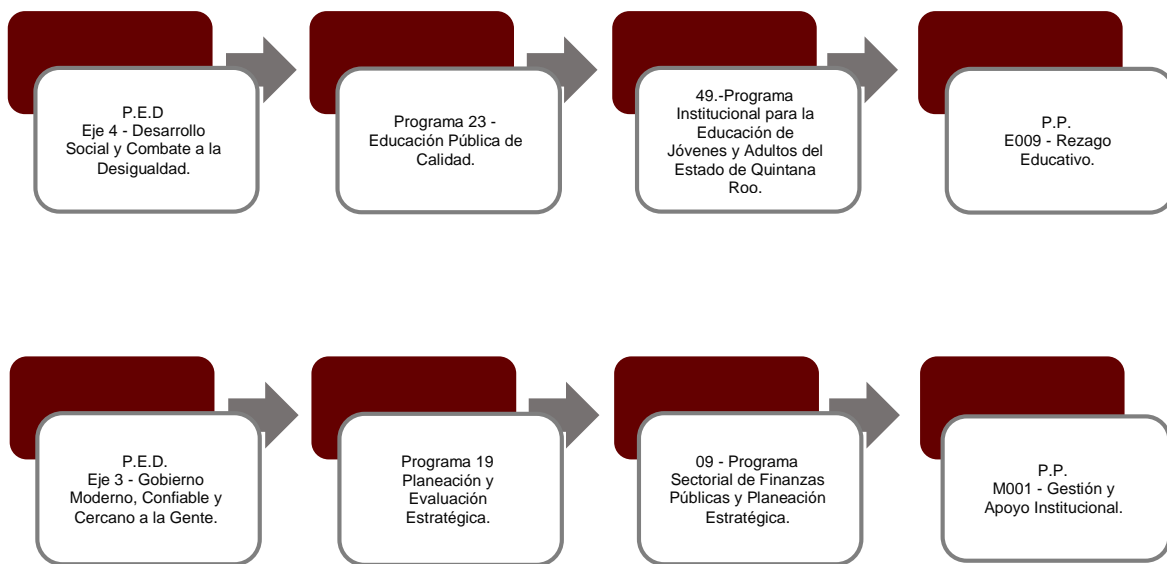 P.E.D
Eje 4 - Desarrollo
Social y Combate a la
Desigualdad.
Programa 23 -
Educación Pública de
Calidad.
49.-Programa
Institucional para la
Educación de
Jóvenes y Adultos del
Estado de Quintana
Roo.
P.P.
E009 - Rezago
Educativo.
P.E.D.
Eje 3 - Gobierno
Moderno, Confiable y
Cercano a la Gente.
Programa 19
Planeación y
Evaluación
Estratégica.
09 - Programa
Sectorial de Finanzas
Públicas y Planeación
Estratégica.
P.P.
M001 - Gestión y
Apoyo Institucional.